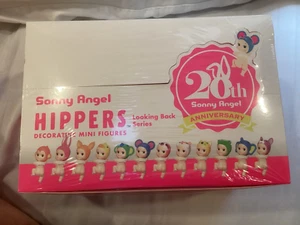 Sonny Angel
HIPPERS
Looking Back
Series
DECORATIVE MINI FIGURES
20th
Sonny Angel
ANNIVERSARY